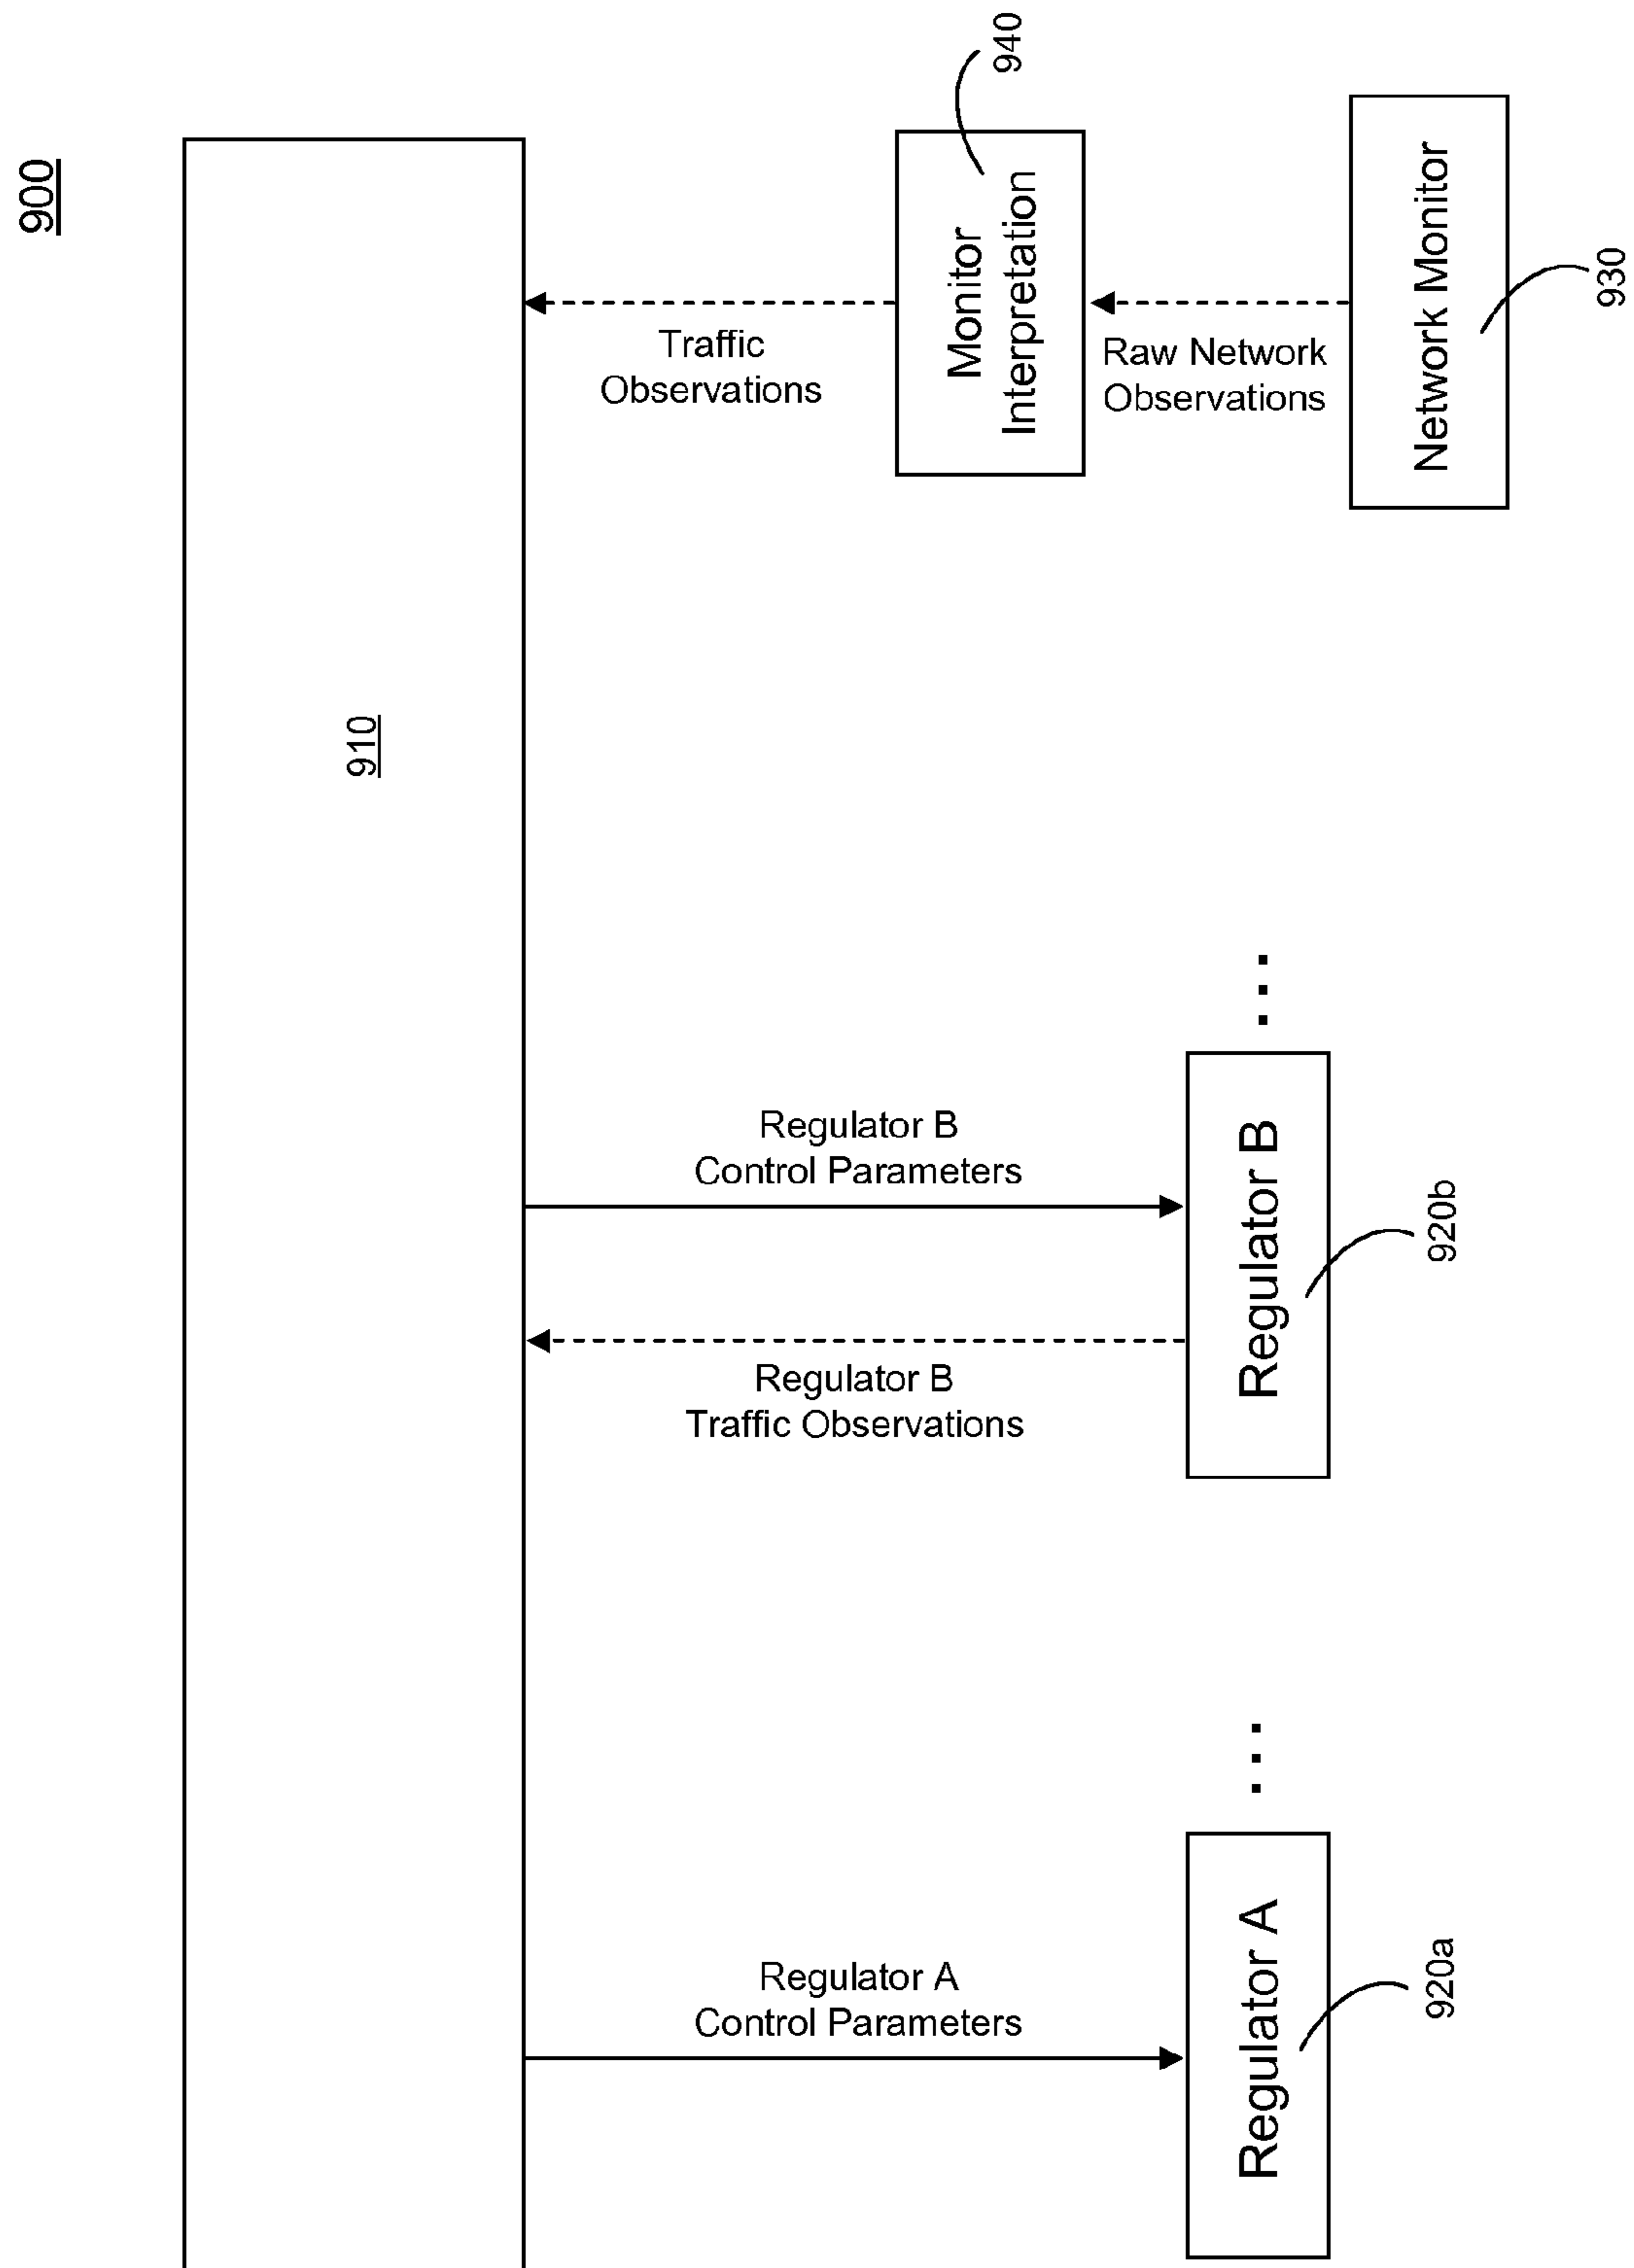 900
910
940
Traffic
Observations
Monitor
Interpretation
Raw Network
Observations
Network Monitor
930
Regulator B
Control Parameters
Regulator B
Traffic Observations
Regulator B
920b
...
Regulator A
Control Parameters
Regulator A
920a
...